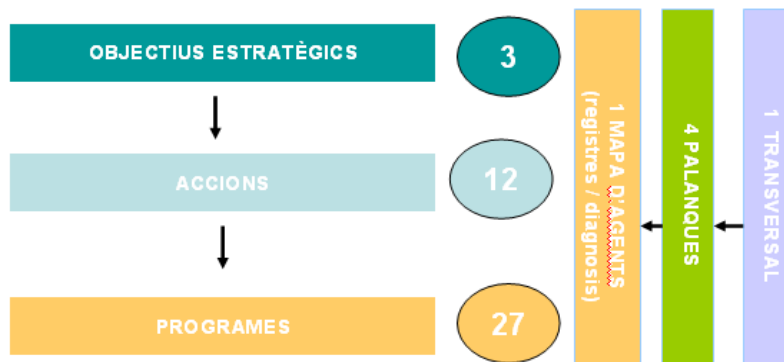 OBJECTIUS ESTRATÈGICS
3
ACCIONS
12
PROGRAMES
27
1 MAPA D'AGENTS
(registres / diagnosis)
4 PALANQUES
1 TRANSVERSAL